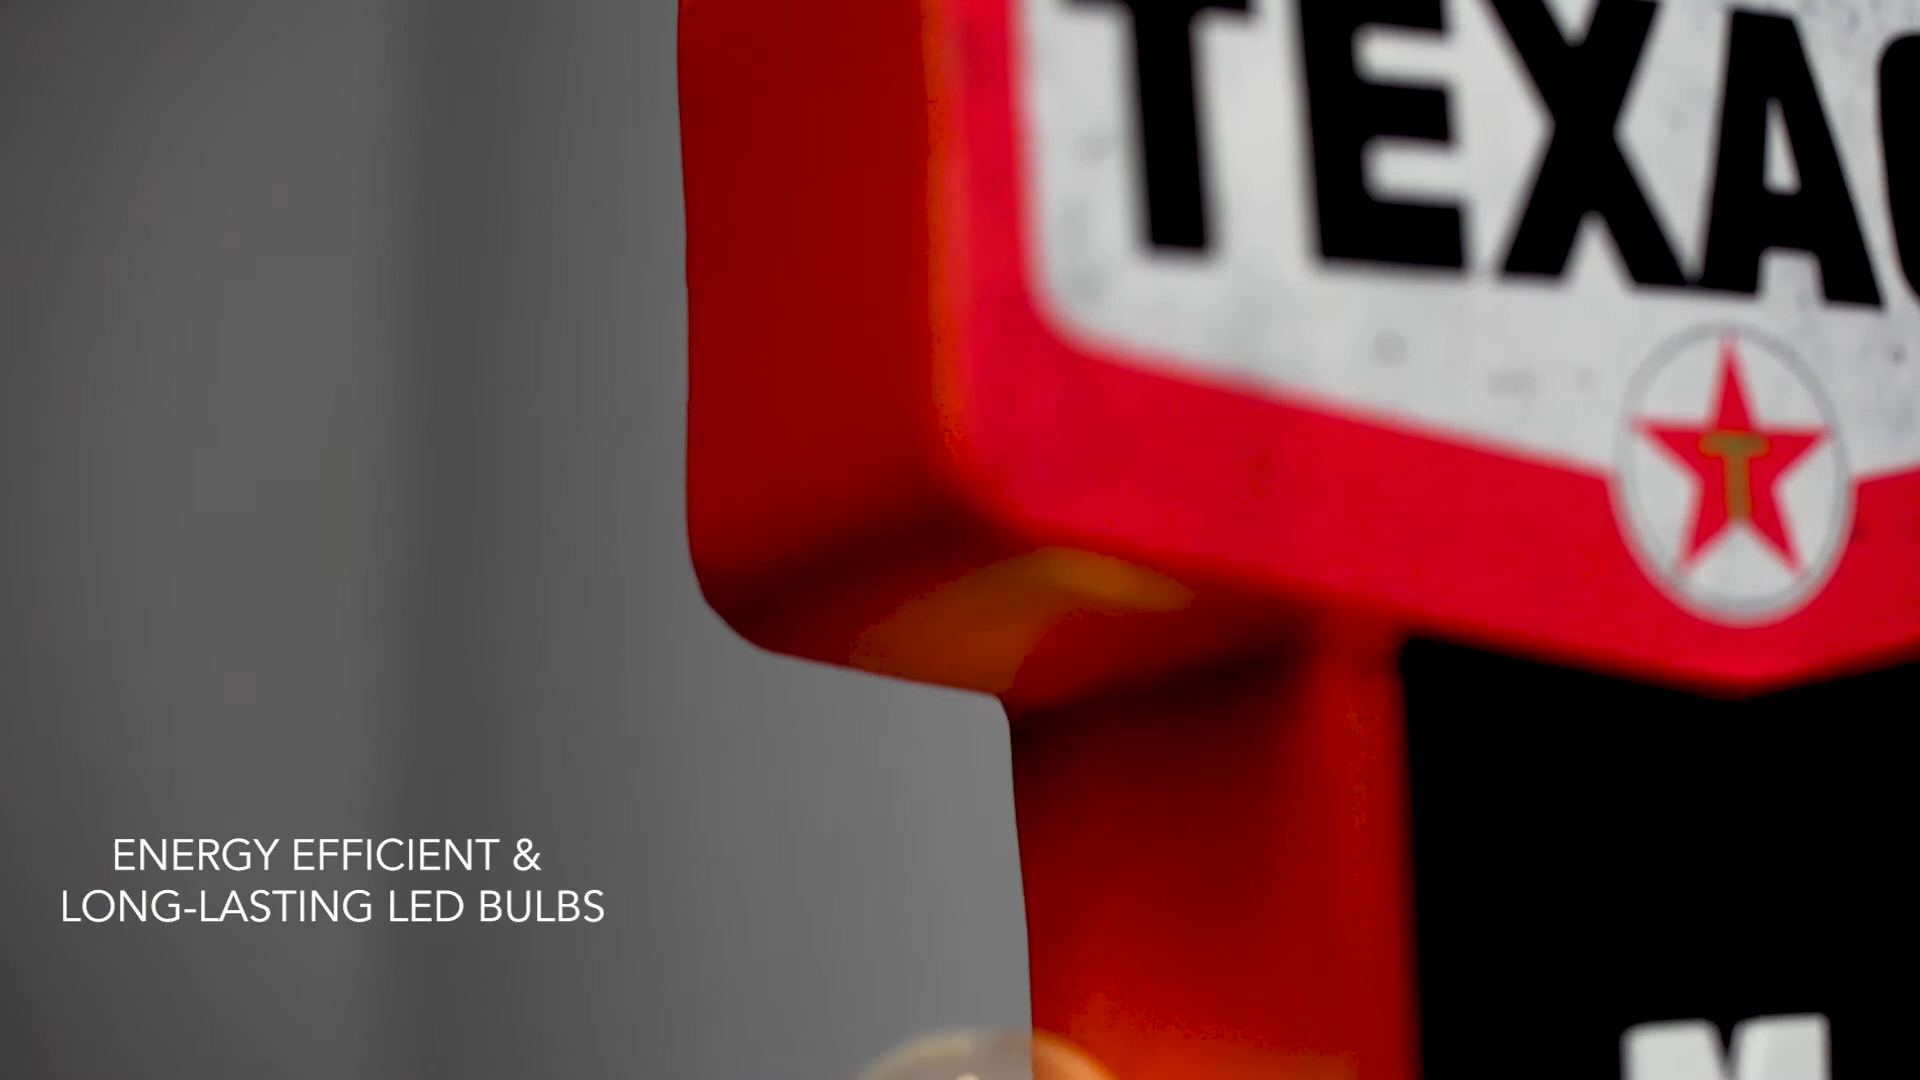 TEXAC
T
ENERGY EFFICIENT &
LONG-LASTING LED BULBS
M